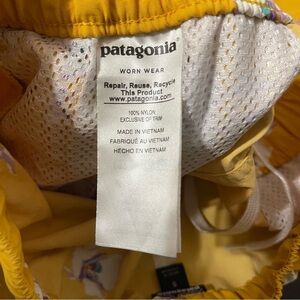 patagonia
WORN WEAR
Repair, Reuse, Recycle
This Product
www.patagonia.com
100% NYLON
EXCLUSIVE OF TRIM
MADE IN VIETNAM
FABRIQUÉ AU VIETNAM
HECHO EN VIETNAM